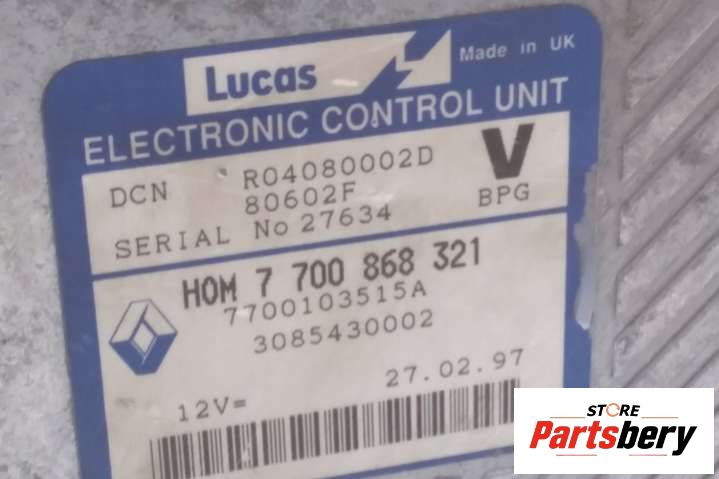 Lucas
Made in UK
ELECTRONIC CONTROL UNIT
DCN R04080002D V
80602F
SERIAL No 27634 BPG
HOM 7 700 868 321
7700103515A
3085430002
12V= 27.02.97
STORE
Partsbery